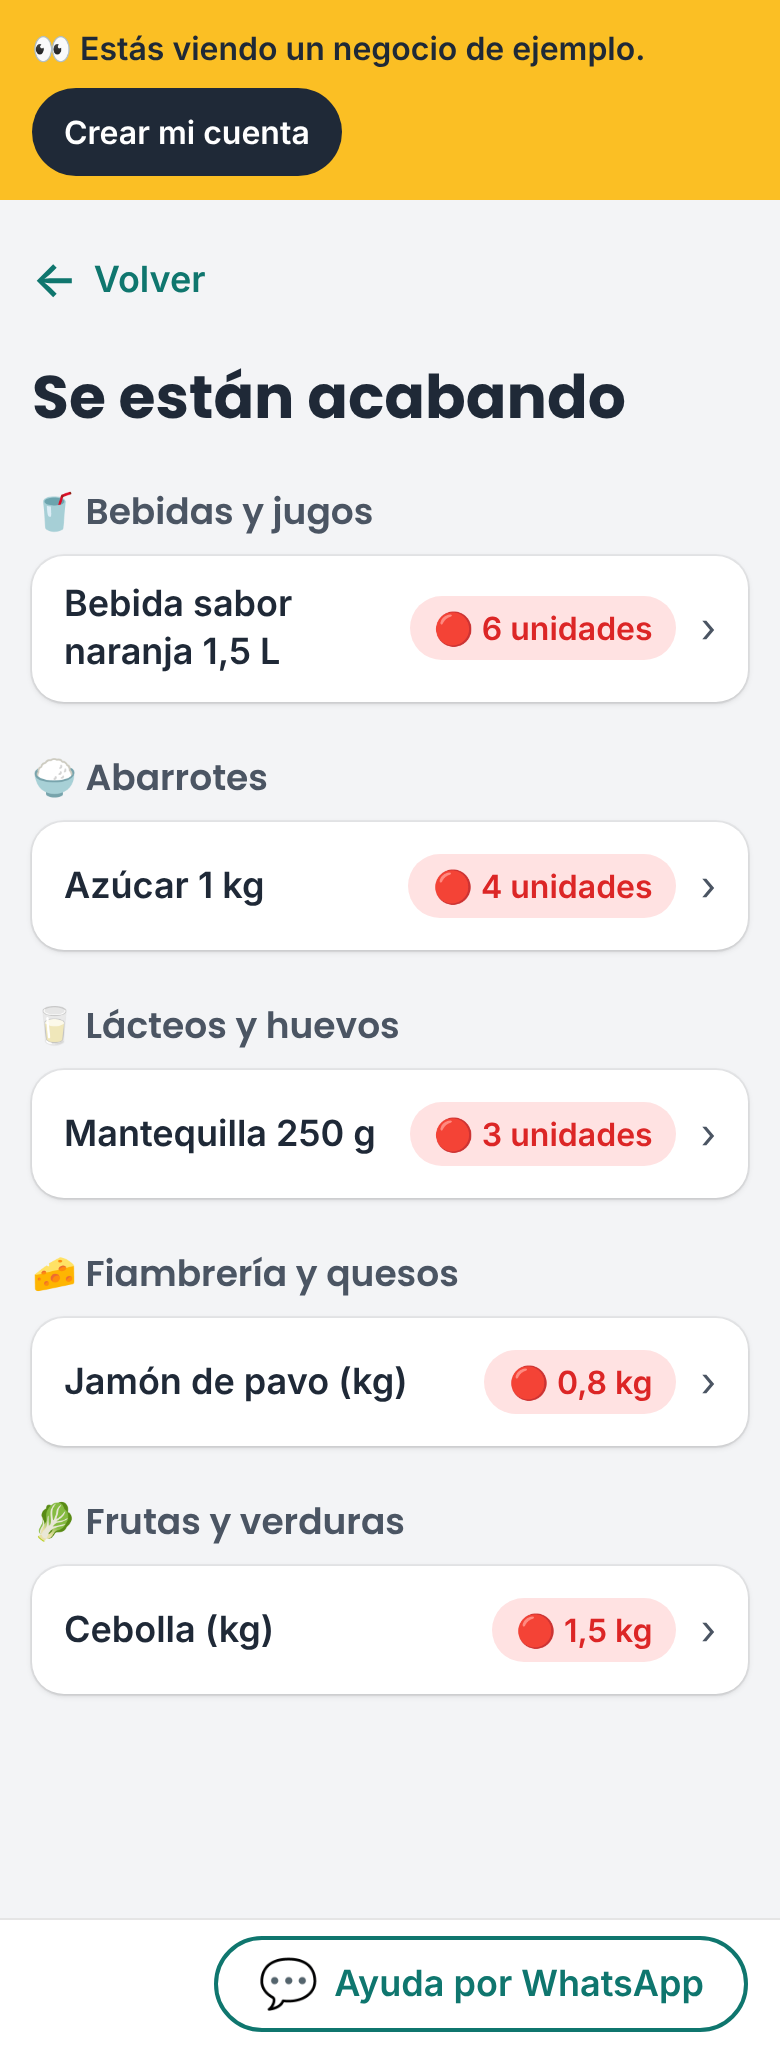 👀 Estás viendo un negocio de ejemplo.
Crear mi cuenta
← Volver
Se están acabando
🥤 Bebidas y jugos
Bebida sabor
naranja 1,5 L
🔴 6 unidades ›
🍚 Abarrotes
Azúcar 1 kg 🔴 4 unidades ›
🥛 Lácteos y huevos
Mantequilla 250 g 🔴 3 unidades ›
🧀 Fiambrería y quesos
Jamón de pavo (kg) 🔴 0,8 kg ›
🥬 Frutas y verduras
Cebolla (kg) 🔴 1,5 kg ›
💬 Ayuda por WhatsApp